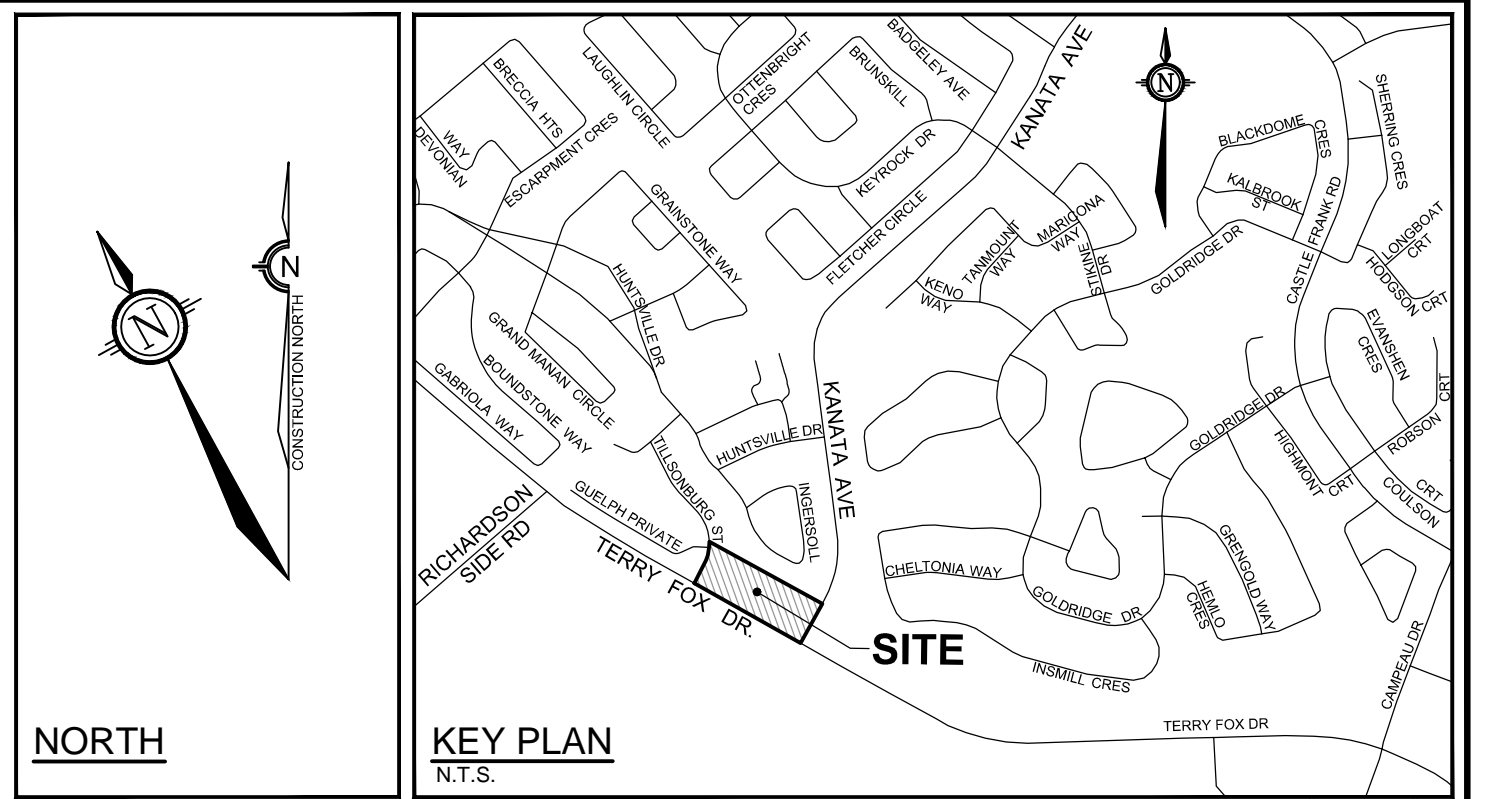 N
N
CONSTRUCTION NORTH
NORTH
BRECCIA HTS
LAUGHLIN CIRCLE
OTTENBRIGHT
CRES
BRUNSKILL
BADGELEY AVE
KANATA AVE
N
WAY
DEVONIAN
ESCARPMENT CRES
KEYROCK DR
FLETCHER CIRCLE
GRAINSTONE WAY
HUNTSVILLE DR
MARICONA
WAY
TANMOUNT
WAY
KENO
WAY
STIKINE
DR
GOLDRIDGE DR
BLACKDOME
CRES
KALBROOK
ST
CASTLE FRANK RD
SHERRING CRES
LONGBOAT
CRT
HODGSON CRT
EVANSHEN
CRES
GRAND MANAN CIRCLE
BOUNDSTONE WAY
GABRIOLA WAY
KANATA AVE
HUNTSVILLE DR
TILLSONBURG ST
INGERSOLL
GUELPH PRIVATE
RICHARDSON
SIDE RD
TERRY FOX DR.
SITE
GOLDRIDGE DR
HIGHMONT
CRT
ROBSON
CRT
COULSON
CRT
CHELTONIA WAY
GOLDRIDGE DR
HEMLO
CRES
GRENGOLD WAY
INSMILL CRES
CAMPEAU DR
TERRY FOX DR
KEY PLAN
N.T.S.